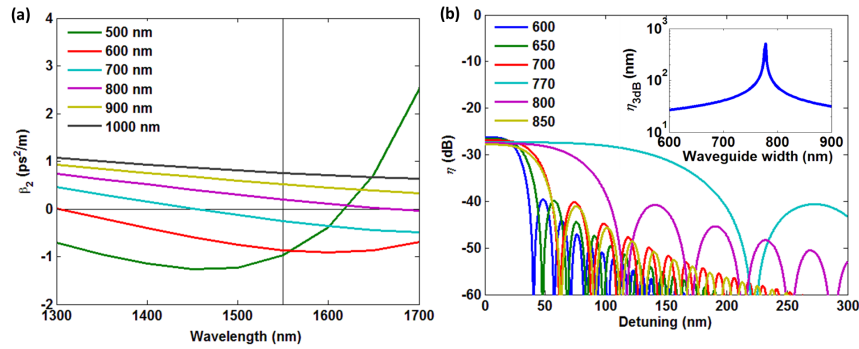 (a)
4
3
2
1
0
-1
-2
1300
1400
1500
1600
1700
β2 (ps²/m)
Wavelength (nm)
500 nm
600 nm
700 nm
800 nm
900 nm
1000 nm
(b)
0
-10
-20
-30
-40
-50
-60
0
50
100
150
200
250
300
η (dB)
Detuning (nm)
600
650
700
770
800
850
10³
10²
10¹
600
700
800
900
η3dB (nm)
Waveguide width (nm)